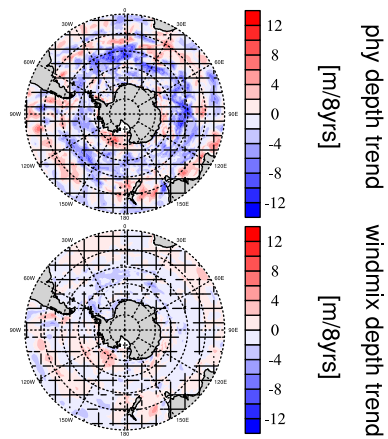 0
30W
30E
60W
60E
90W
90E
120W
120E
150W
150E
180
12
8
4
0
-4
-8
-12
phy depth trend
[m/8yrs]
0
30W
30E
60W
60E
90W
90E
120W
120E
150W
150E
180
12
8
4
0
-4
-8
-12
windmix depth trend
[m/8yrs]